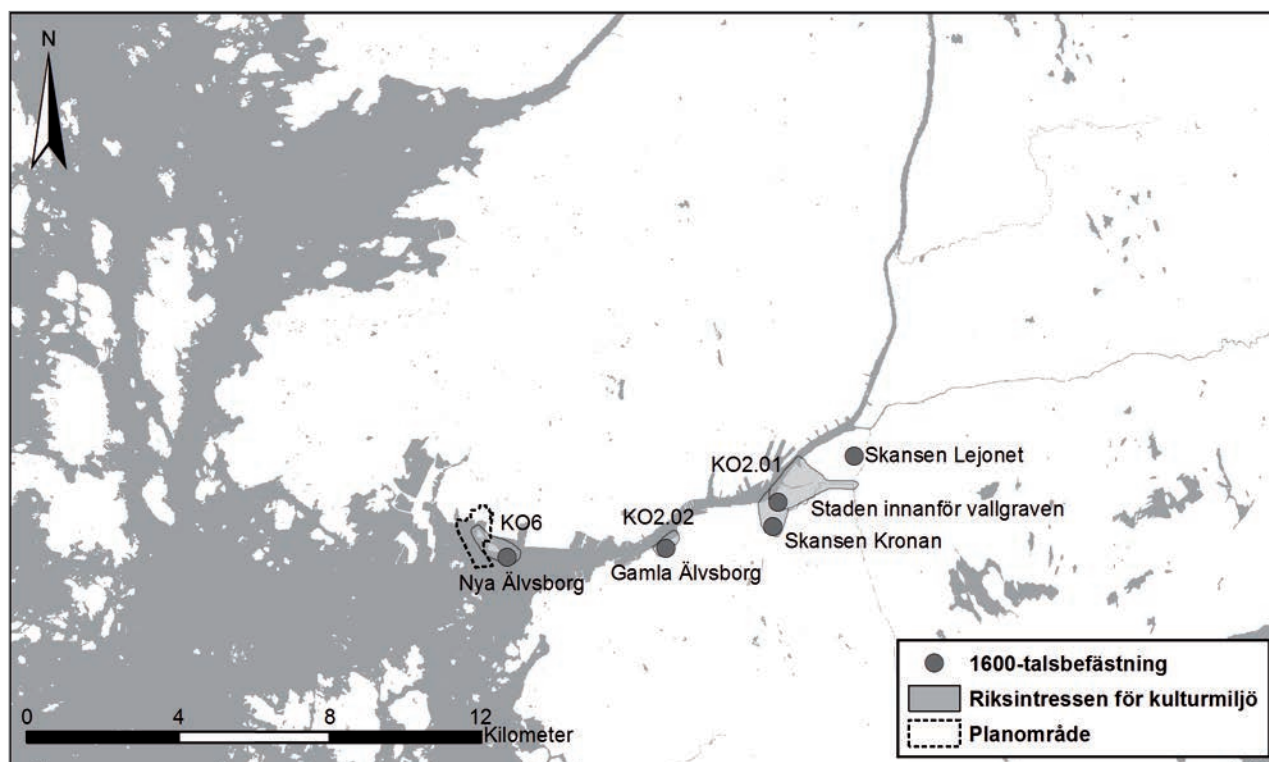 N
Skansen Lejonet
KO2.01
Staden innanför vallgraven
KO6
KO2.02
Skansen Kronan
Nya Älvsborg
Gamla Älvsborg
1600-talsbefästning
Riksintressen för kulturmiljö
Planområde
0 4 8 12
Kilometer